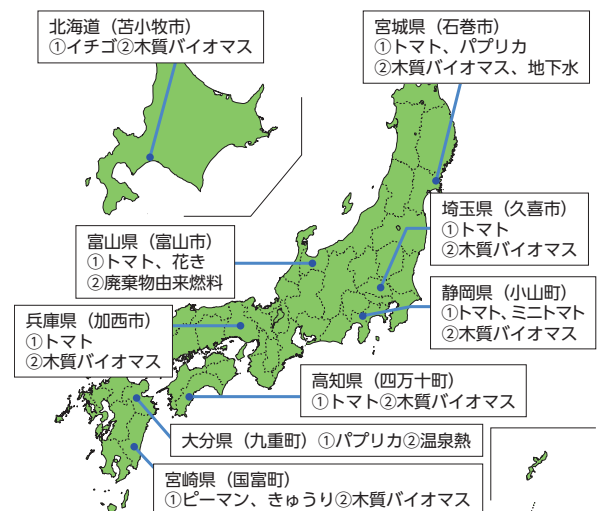 北海道（苫小牧市）
①イチゴ②木質バイオマス
宮城県（石巻市）
①トマト、パプリカ
②木質バイオマス、地下水
埼玉県（久喜市）
①トマト
②木質バイオマス
富山県（富山市）
①トマト、花き
②廃棄物由来燃料
静岡県（小山町）
①トマト、ミニトマト
②木質バイオマス
兵庫県（加西市）
①トマト
②木質バイオマス
高知県（四万十町）
①トマト②木質バイオマス
大分県（九重町）①パプリカ②温泉熱
宮崎県（国富町）
①ピーマン、きゅうり②木質バイオマス